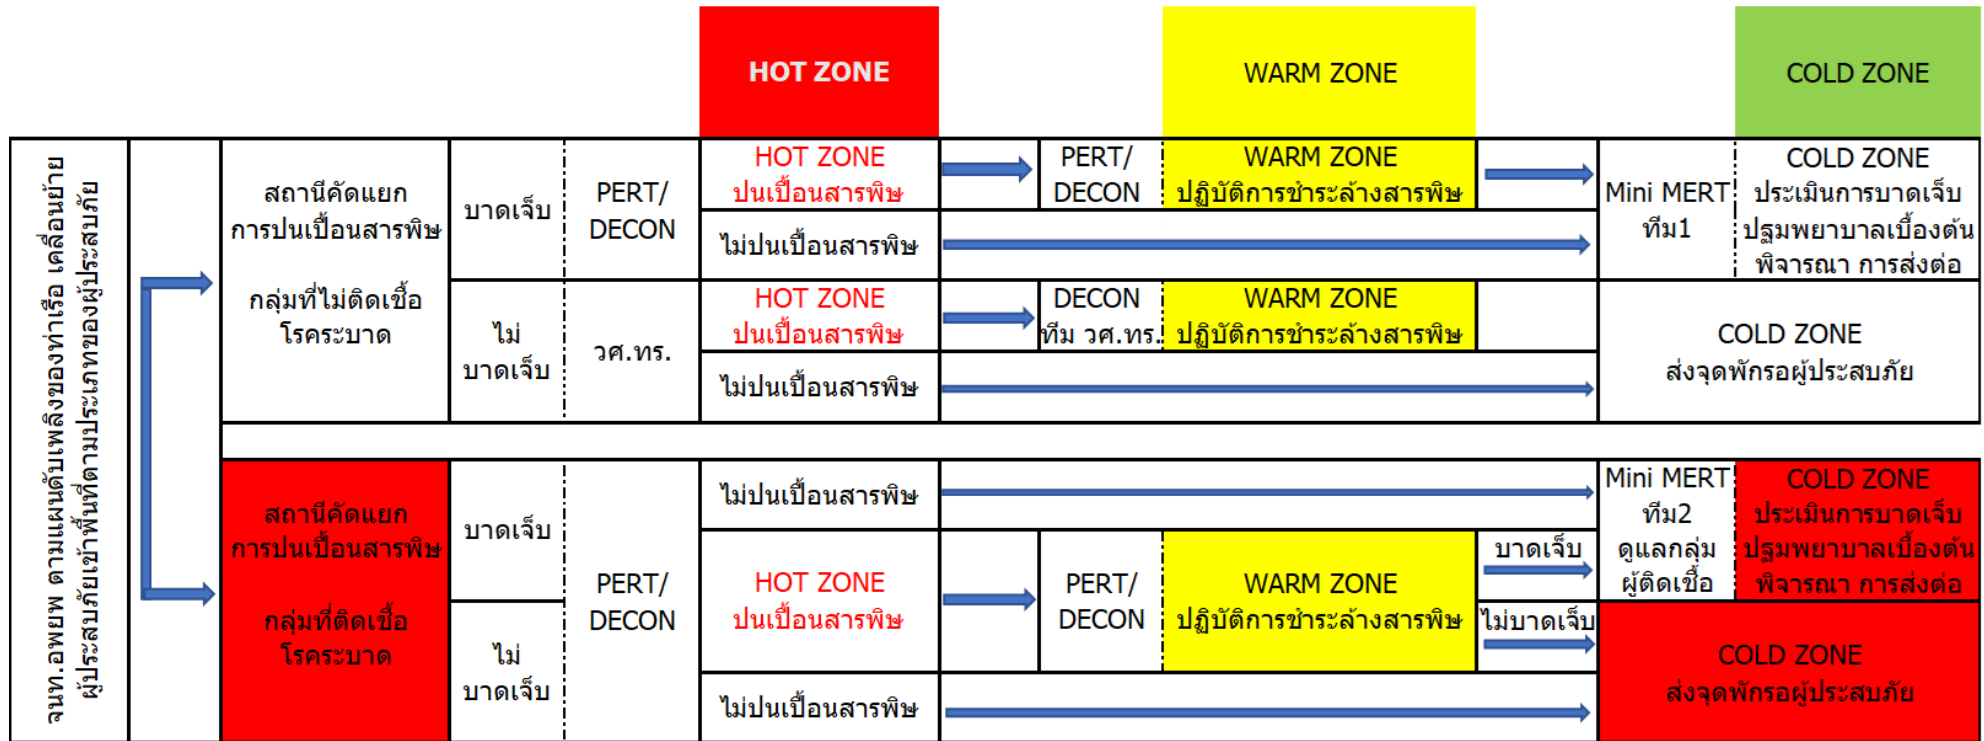 HOT ZONE
WARM ZONE
COLD ZONE
จนท.อพยพ ตามแผนดับเพลิงของท่าเรือ เคลื่อนย้าย
ผู้ประสบภัยเข้าพื้นที่ตามประเภทของผู้ประสบภัย
สถานีคัดแยก
การปนเปื้อนสารพิษ
กลุ่มที่ไม่ติดเชื้อ
โรคระบาด
บาดเจ็บ
PERT/
DECON
HOT ZONE
ปนเปื้อนสารพิษ
PERT/
DECON
WARM ZONE
ปฏิบัติการชำระล้างสารพิษ
Mini MERT
ทีม1
COLD ZONE
ประเมินการบาดเจ็บ
ปฐมพยาบาลเบื้องต้น
พิจารณา การส่งต่อ
ไม่ปนเปื้อนสารพิษ
ไม่
บาดเจ็บ
วศ.ทร.
HOT ZONE
ปนเปื้อนสารพิษ
DECON
ทีม วศ.ทร.
WARM ZONE
ปฏิบัติการชำระล้างสารพิษ
COLD ZONE
ส่งจุดพักรอผู้ประสบภัย
ไม่ปนเปื้อนสารพิษ
สถานีคัดแยก
การปนเปื้อนสารพิษ
กลุ่มที่ติดเชื้อ
โรคระบาด
บาดเจ็บ
ไม่
บาดเจ็บ
PERT/
DECON
ไม่ปนเปื้อนสารพิษ
Mini MERT
ทีม2
ดูแลกลุ่ม
ผู้ติดเชื้อ
COLD ZONE
ประเมินการบาดเจ็บ
ปฐมพยาบาลเบื้องต้น
พิจารณา การส่งต่อ
HOT ZONE
ปนเปื้อนสารพิษ
PERT/
DECON
WARM ZONE
ปฏิบัติการชำระล้างสารพิษ
บาดเจ็บ
ไม่บาดเจ็บ
COLD ZONE
ส่งจุดพักรอผู้ประสบภัย
ไม่ปนเปื้อนสารพิษ